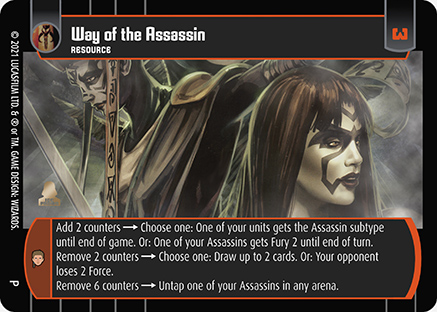 Way of the Assassin
RESOURCE
3
© 2021 LUCASFILM LTD. & ® or TM. GAME DESIGN: WIZARDS.
P
Add 2 counters → Choose one: One of your units gets the Assassin subtype
until end of game. Or: One of your Assassins gets Fury 2 until end of turn.
Remove 2 counters → Choose one: Draw up to 2 cards. Or: Your opponent
loses 2 Force.
Remove 6 counters → Untap one of your Assassins in any arena.